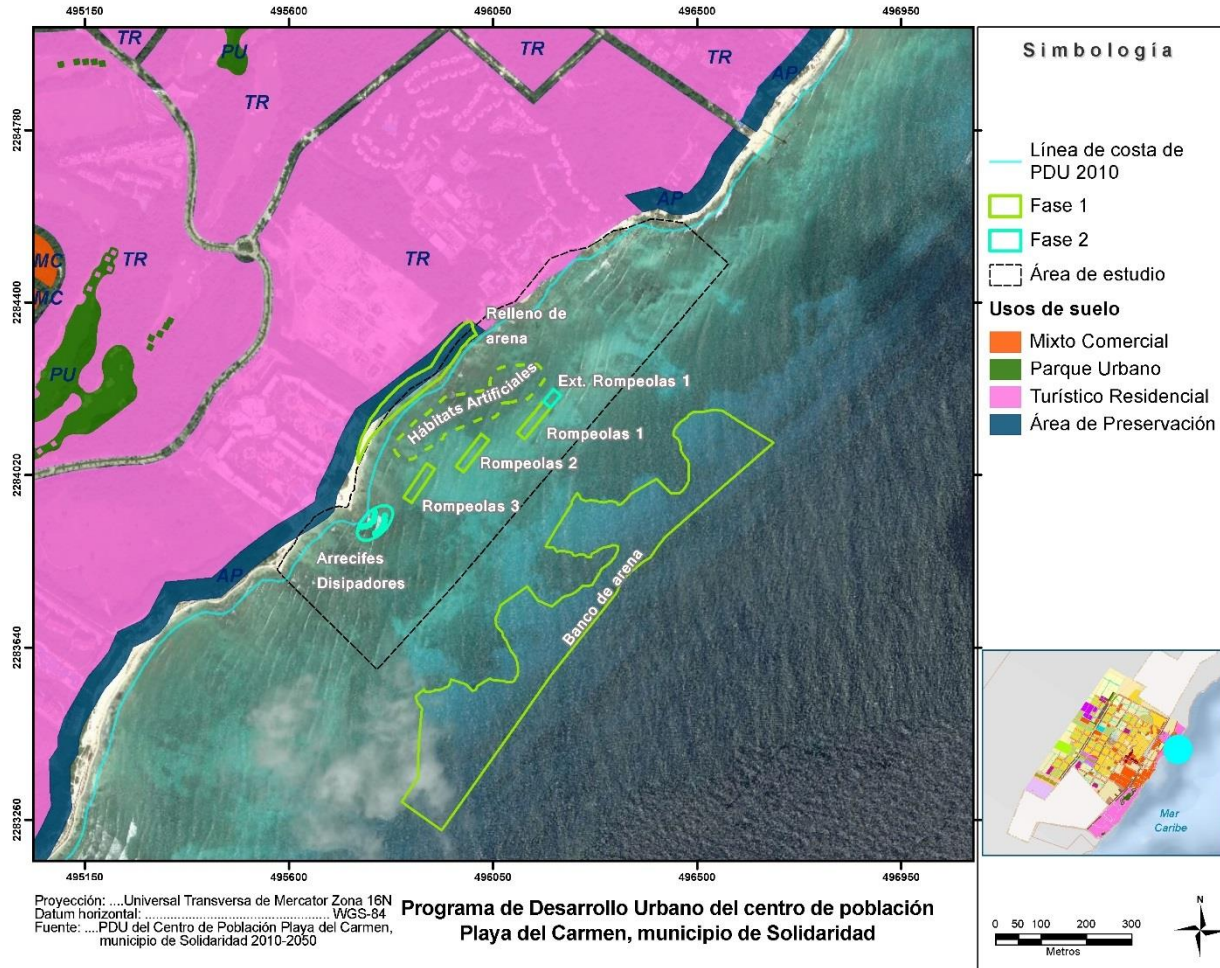 495150 495600 496050 496500 496950
2284780
2284400
2284020
2283640
2283260
TR
PU
TR
TR
TR
AP
AP
MC
MC
TR
TR
PU
AP
Relleno de
arena
Hábitats Artificiales
Ext. Rompeolas 1
Rompeolas 1
Rompeolas 2
Rompeolas 3
Arrecifes
Disipadores
Banco de arena
2284780
2284400
2284020
2283640
2283260
495150 495600 496050 496500 496950
Simbología
Línea de costa de
PDU 2010
Fase 1
Fase 2
Área de estudio
Usos de suelo
Mixto Comercial
Parque Urbano
Turístico Residencial
Área de Preservación
Mar
Caribe
Proyección: ....Universal Transversa de Mercator Zona 16N
Datum horizontal: ................................. WGS-84
Fuente: ....PDU del Centro de Población Playa del Carmen,
municipio de Solidaridad 2010-2050
Programa de Desarrollo Urbano del centro de población
Playa del Carmen, municipio de Solidaridad
0 50 100 200 300
Metros
N